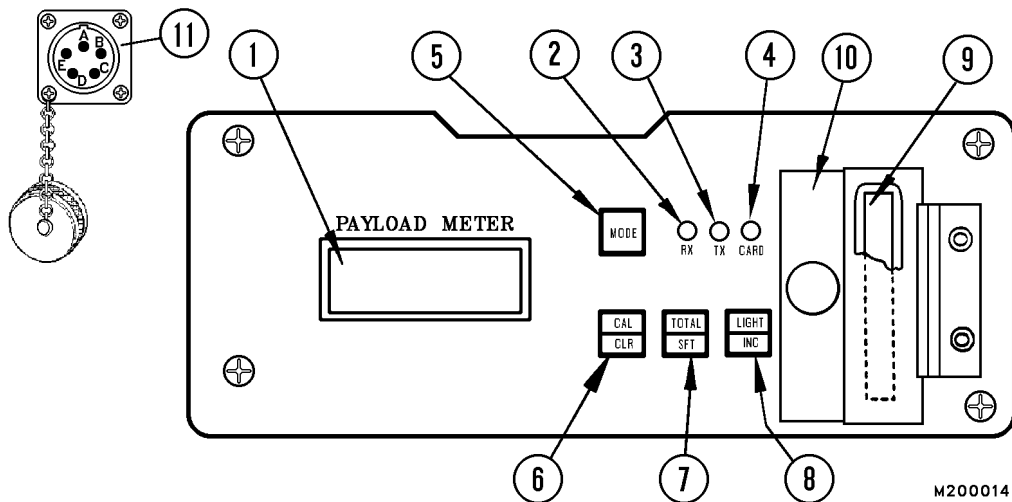 11
A
B
C
D
E
1
5
2
3
4
10
9
PAYLOAD METER
MODE
RX
TX
CARD
CAL
CLR
TOTAL
SFT
LIGHT
INC
6
7
8
M200014